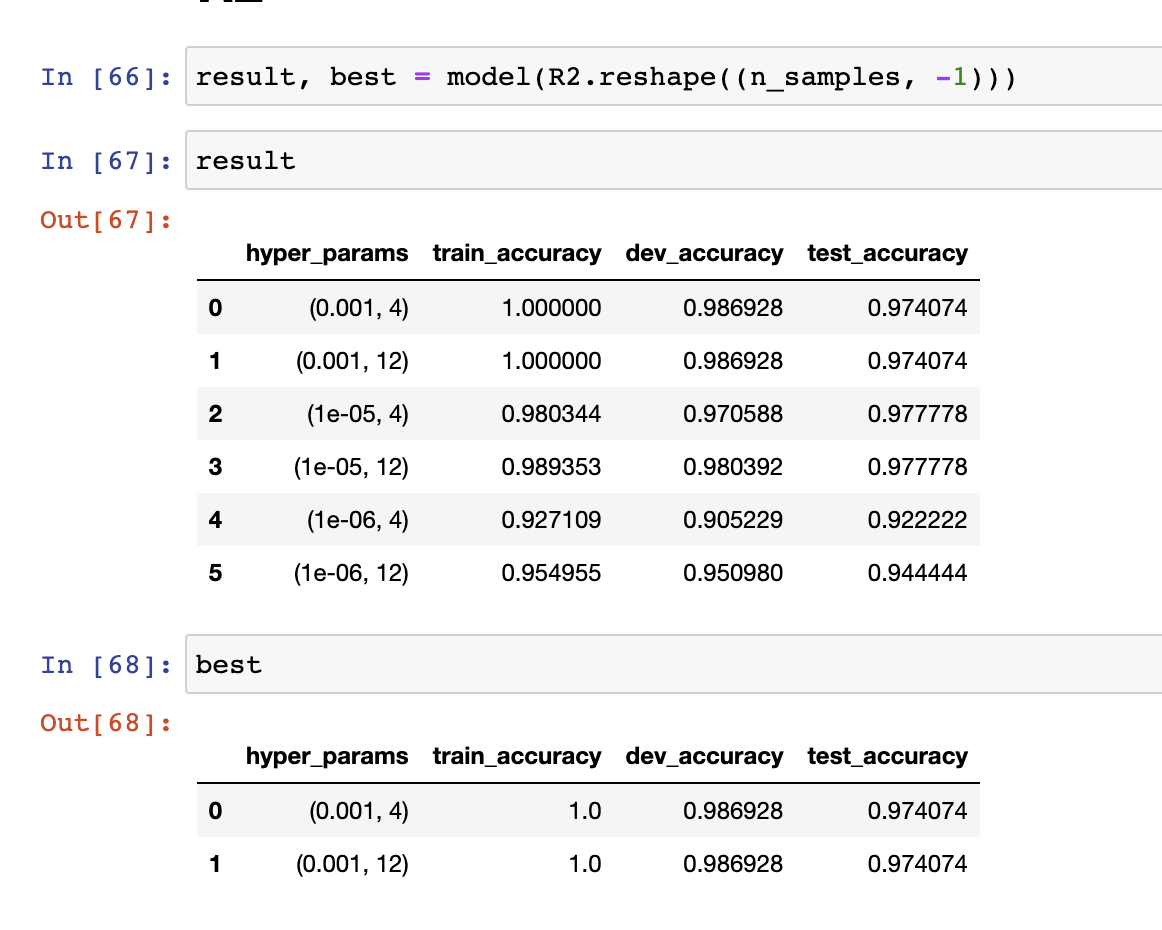 In [66]: result, best = model(R2.reshape((n_samples, -1)))
In [67]: result
Out[67]:
hyper_params train_accuracy dev_accuracy test_accuracy
0 (0.001, 4) 1.000000 0.986928 0.974074
1 (0.001, 12) 1.000000 0.986928 0.974074
2 (1e-05, 4) 0.980344 0.970588 0.977778
3 (1e-05, 12) 0.989353 0.980392 0.977778
4 (1e-06, 4) 0.927109 0.905229 0.922222
5 (1e-06, 12) 0.954955 0.950980 0.944444
In [68]: best
Out[68]:
hyper_params train_accuracy dev_accuracy test_accuracy
0 (0.001, 4) 1.0 0.986928 0.974074
1 (0.001, 12) 1.0 0.986928 0.974074